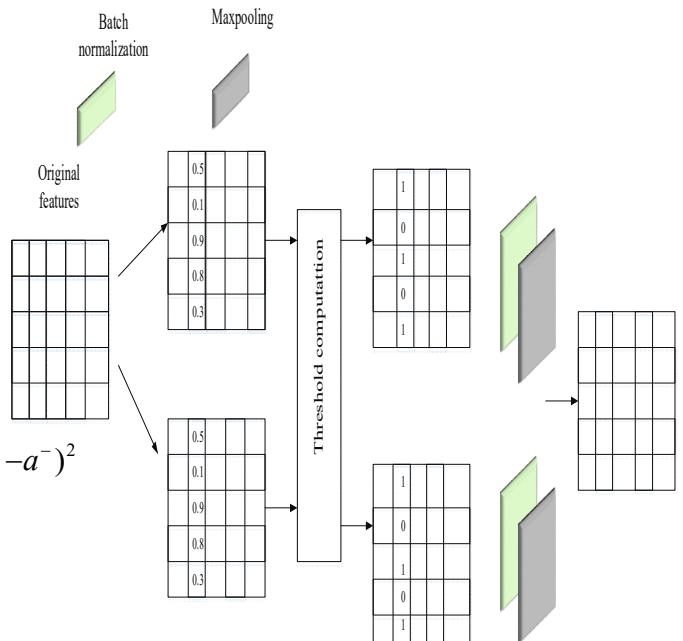 Batch
normalization
Maxpooling
Original
features
0.5
0.1
0.9
0.8
0.3
−a⁻)²
0.5
0.1
0.9
0.8
0.3
Threshold computattion
1
0
1
0
1
1
0
1
0
1